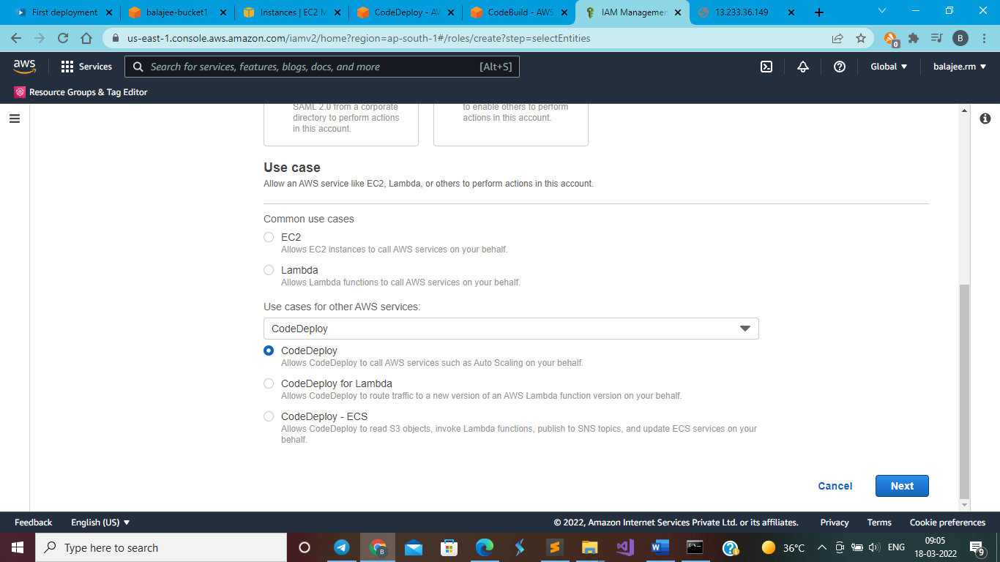 First deployment
balajee-bucket1 -
Instances | EC2 M
CodeDeploy - AW
CodeBuild - AWS
IAM Managemen
13.233.36.149
us-east-1.console.aws.amazon.com/iamv2/home?region=ap-south-1#/roles/create?step=selectEntities
0
B
aws
Services
Search for services, features, blogs, docs, and more
[Alt+S]
Global
balajee.rm
Resource Groups & Tag Editor
SAML 2.0 from a corporate
directory to perform actions
in this account.
to enable others to perform
actions in this account.
Use case
Allow an AWS service like EC2, Lambda, or others to perform actions in this account.
Common use cases
EC2
Allows EC2 instances to call AWS services on your behalf.
Lambda
Allows Lambda functions to call AWS services on your behalf.
Use cases for other AWS services:
CodeDeploy
CodeDeploy
Allows CodeDeploy to call AWS services such as Auto Scaling on your behalf.
CodeDeploy for Lambda
Allows CodeDeploy to route traffic to a new version of an AWS Lambda function version on your behalf.
CodeDeploy - ECS
Allows CodeDeploy to read S3 objects, invoke Lambda functions, publish to SNS topics, and update ECS services on your
behalf.
Cancel
Next
Feedback
English (US)
© 2022, Amazon Internet Services Private Ltd. or its affiliates.
Privacy
Terms
Cookie preferences
Type here to search
B
36°C
ENG
09:05
18-03-2022
9